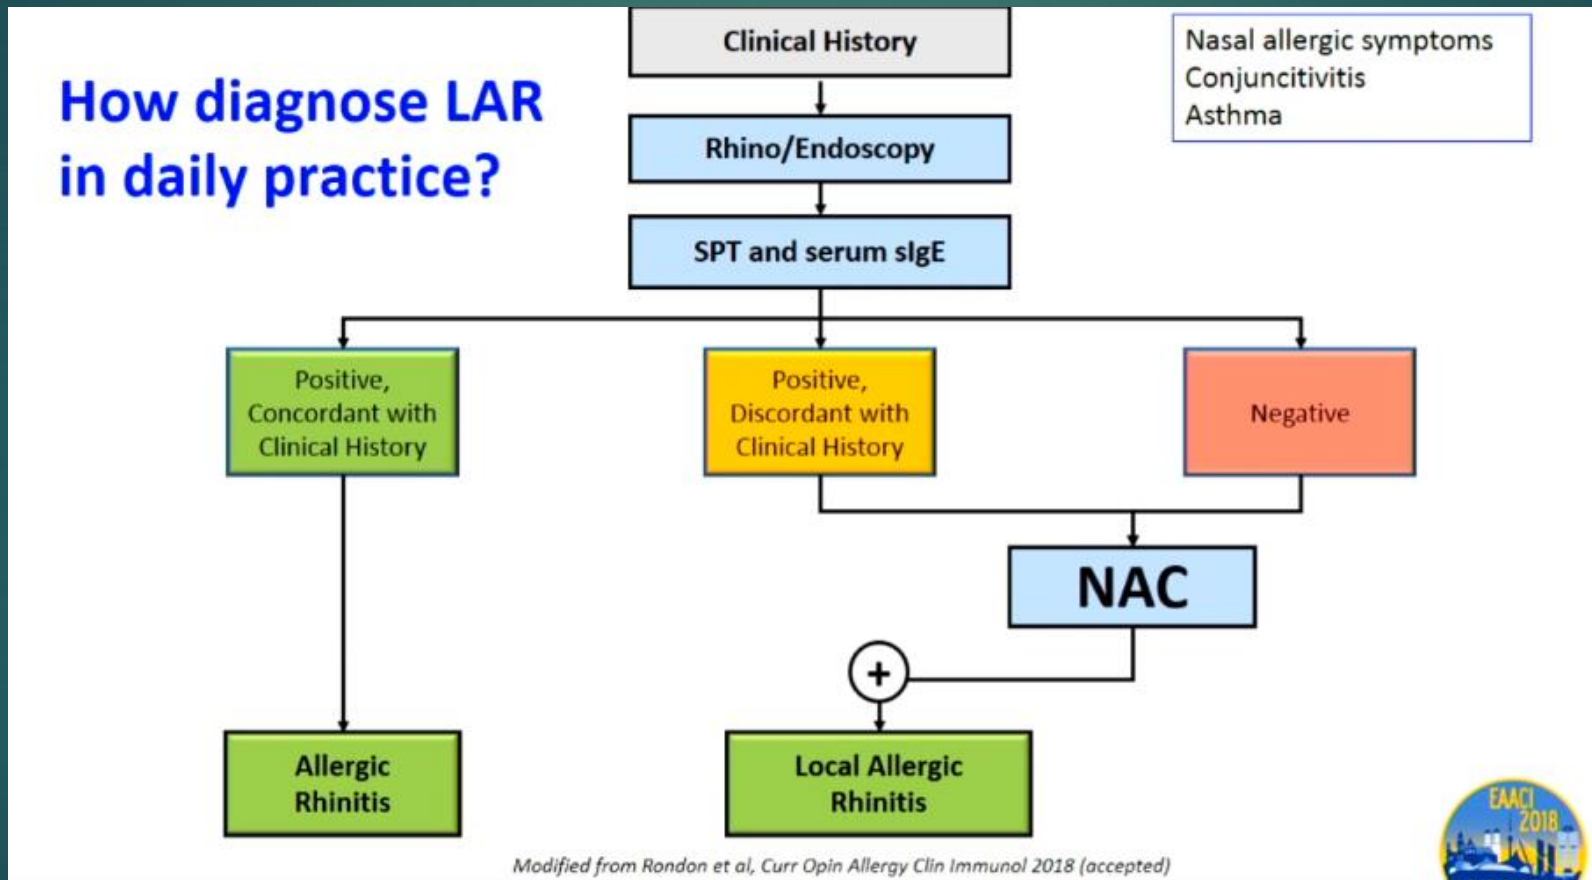 How diagnose LAR
in daily practice?
Clinical History
Nasal allergic symptoms
Conjuncitivitis
Asthma
Rhino/Endoscopy
SPT and serum sIgE
Positive,
Concordant with
Clinical History
Positive,
Discordant with
Clinical History
Negative
NAC
+
Allergic
Rhinitis
Local Allergic
Rhinitis
EAACI
2018
Modified from Rondon et al, Curr Opin Allergy Clin Immunol 2018 (accepted)